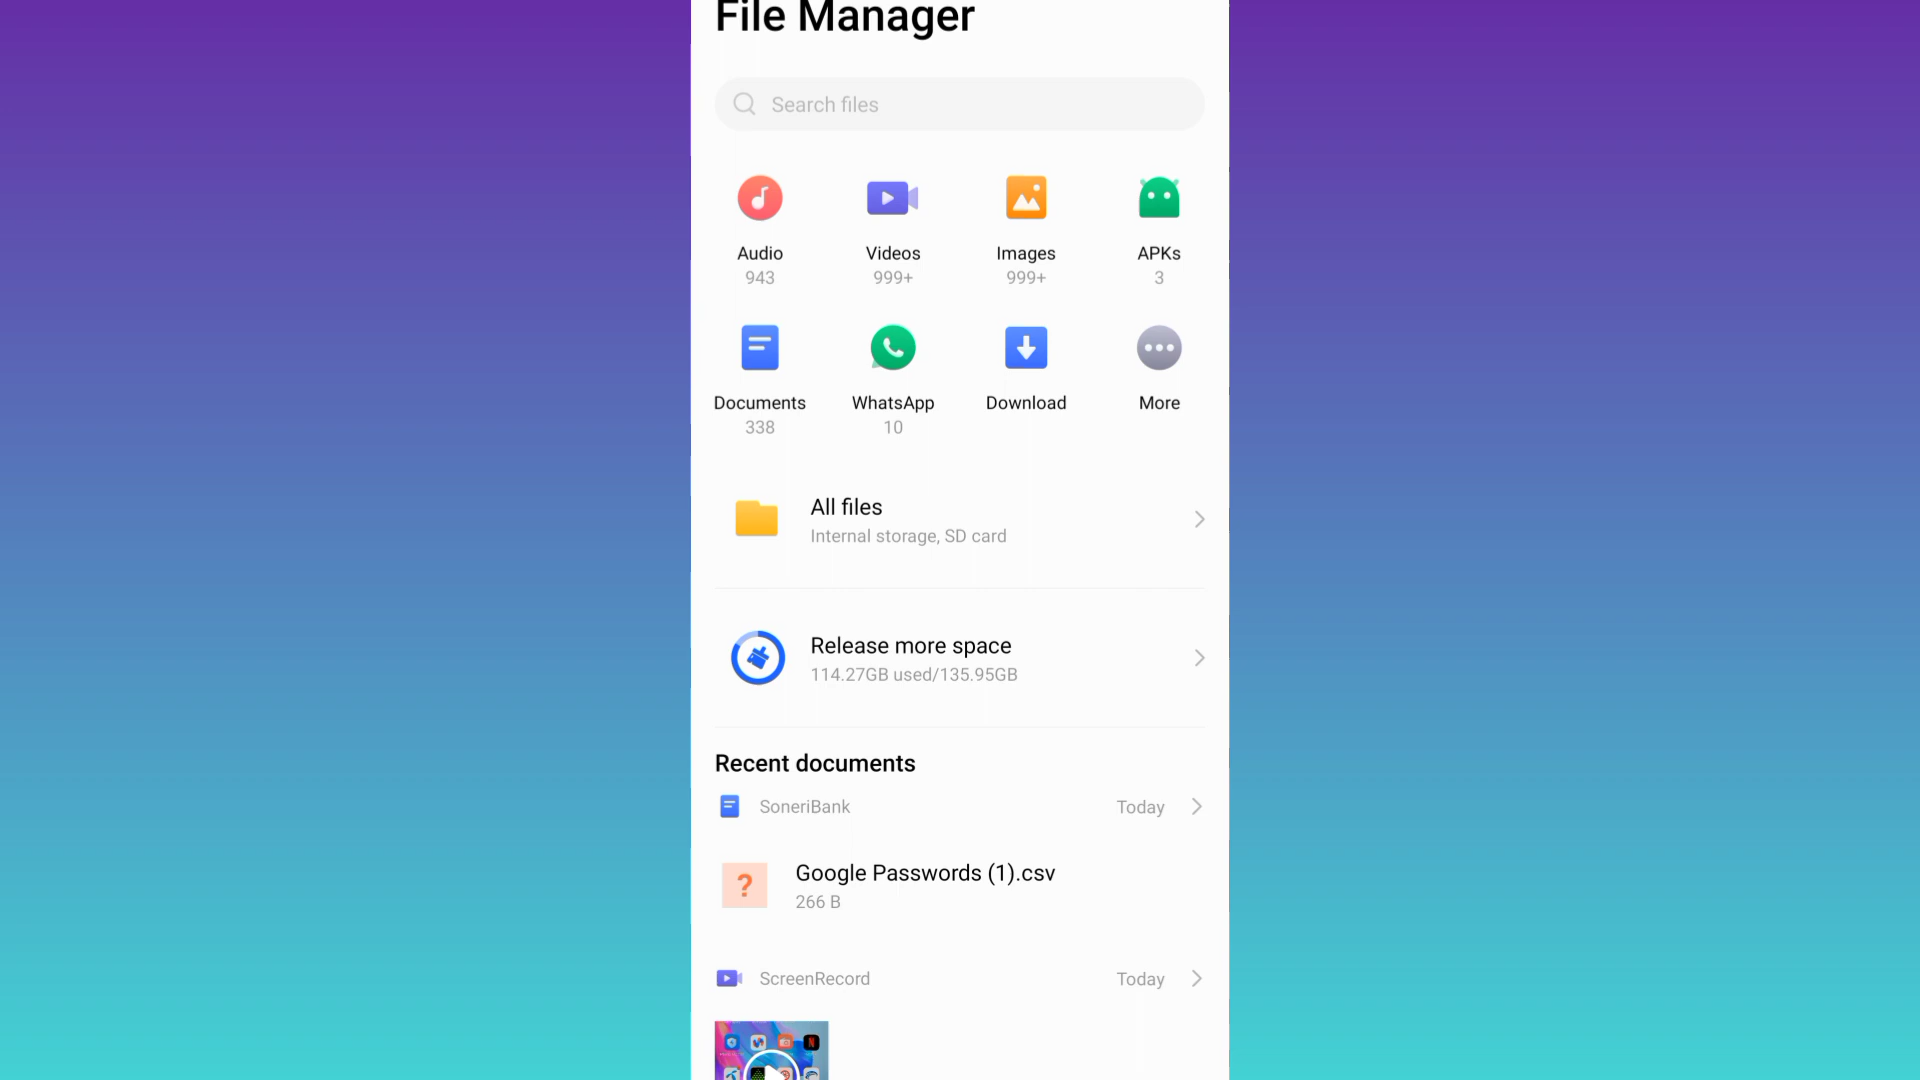 File Manager
Search files
Audio
943
Videos
999+
Images
999+
APKs
3
Documents
338
WhatsApp
10
Download
More
All files
Internal storage, SD card
Release more space
114.27GB used/135.95GB
Recent documents
SoneriBank
Today
Google Passwords (1).csv
266 B
ScreenRecord
Today